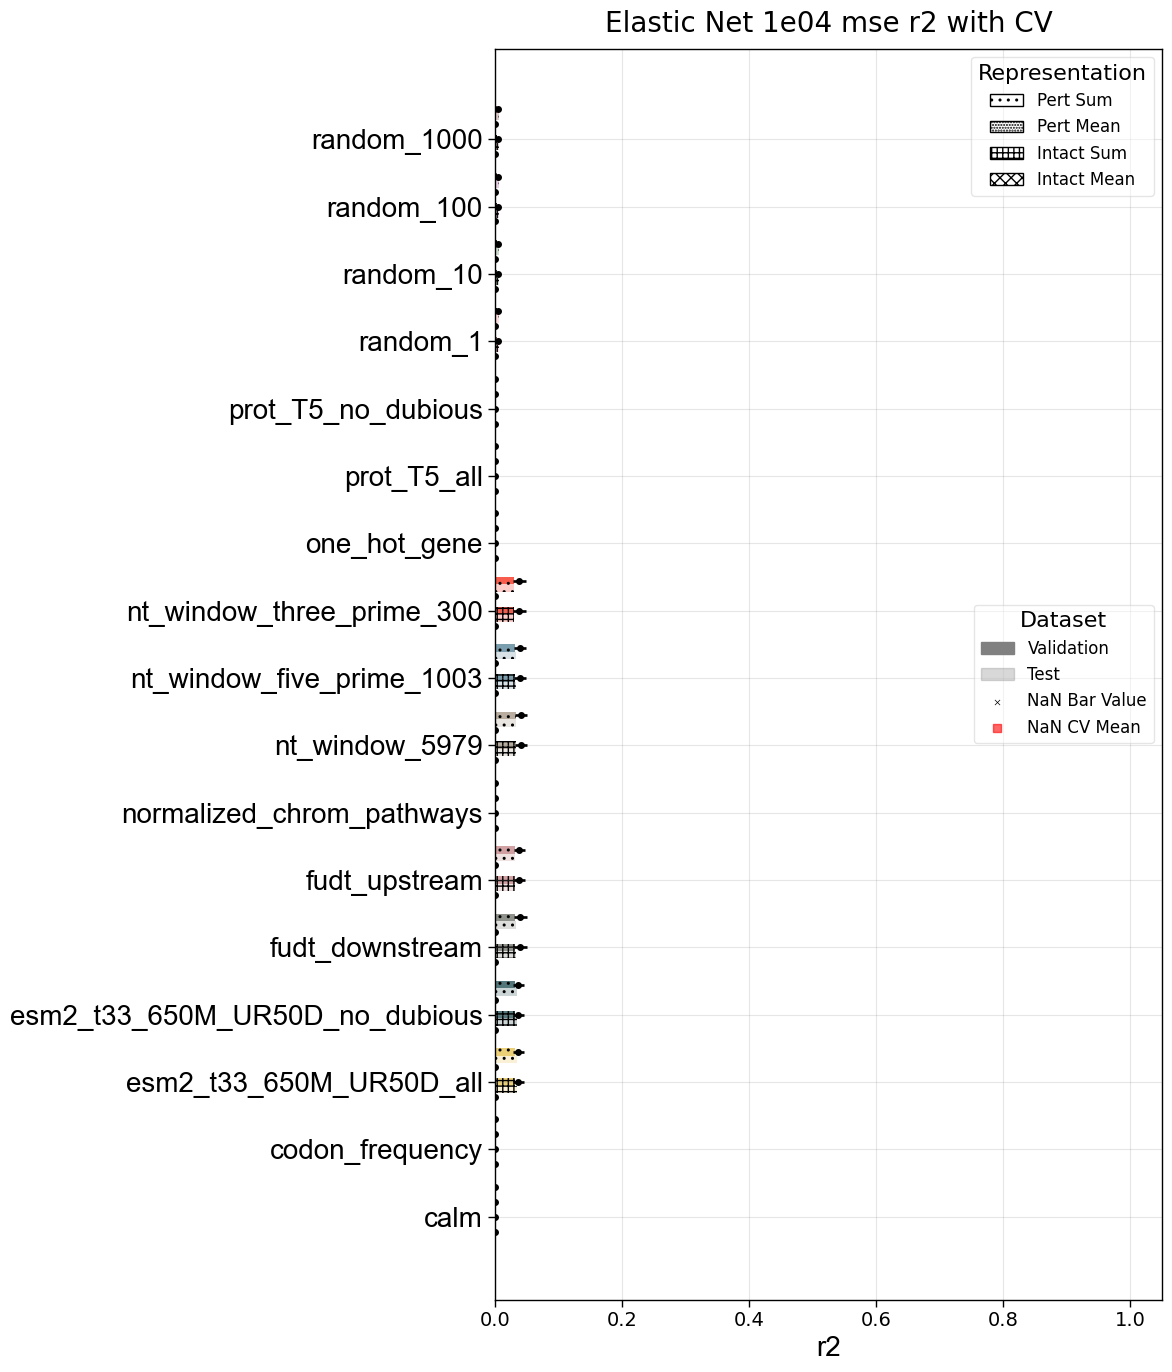 Elastic Net 1e04 mse r2 with CV
Representation
Pert Sum
Pert Mean
Intact Sum
Intact Mean
random_1000
random_100
random_10
random_1
prot_T5_no_dubious
prot_T5_all
one_hot_gene
nt_window_three_prime_300
nt_window_five_prime_1003
nt_window_5979
normalized_chrom_pathways
fudt_upstream
fudt_downstream
esm2_t33_650M_UR50D_no_dubious
esm2_t33_650M_UR50D_all
codon_frequency
calm
Dataset
Validation
Test
NaN Bar Value
NaN CV Mean
0.0 0.2 0.4 0.6 0.8 1.0
r2